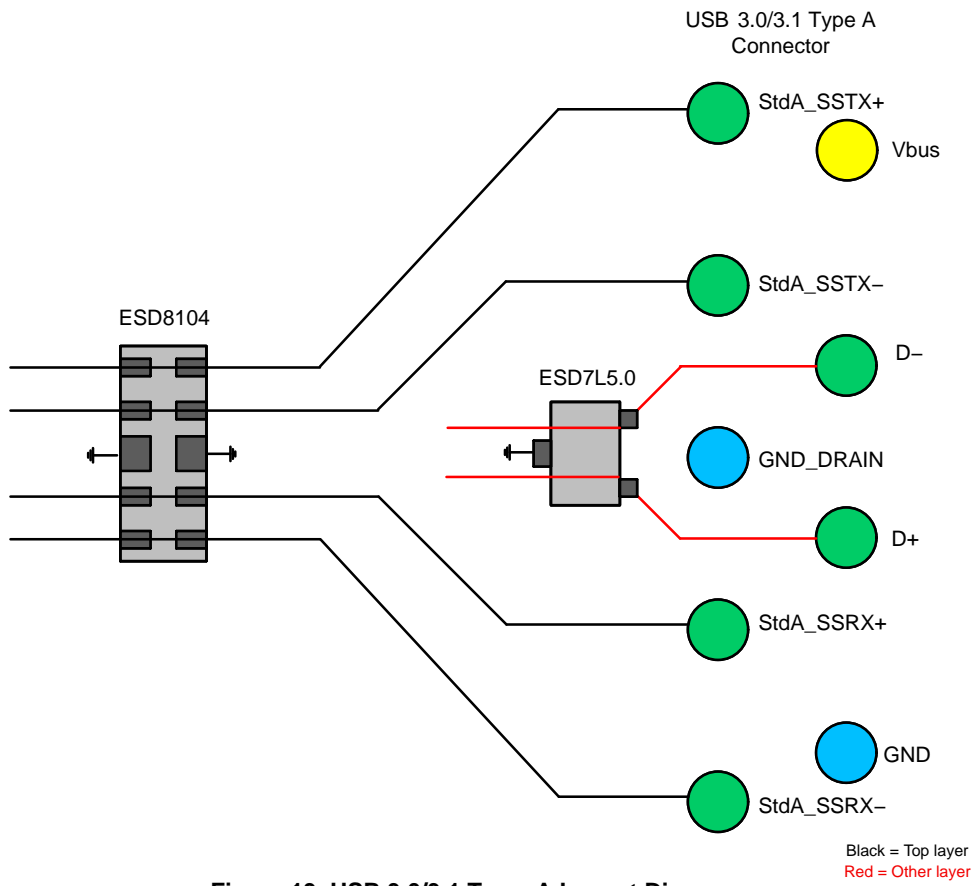 USB 3.0/3.1 Type A
Connector
StdA_SSTX+
Vbus
StdA_SSTX−
ESD8104
D−
ESD7L5.0
GND_DRAIN
D+
StdA_SSRX+
GND
StdA_SSRX−
Black = Top layer
Red = Other layer